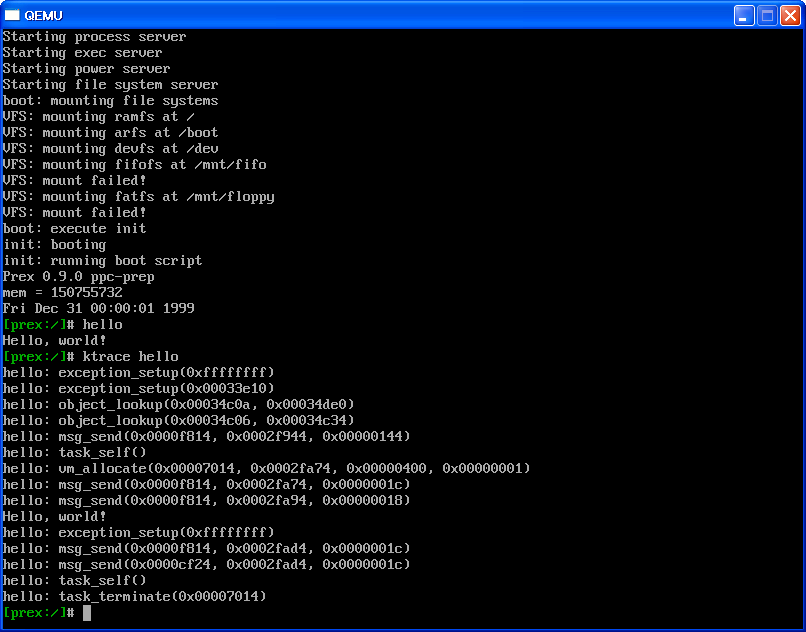 QEMU
Starting process server
Starting exec server
Starting power server
Starting file system server
boot: mounting file systems
VFS: mounting ramfs at /
VFS: mounting arfs at /boot
VFS: mounting devfs at /dev
VFS: mounting fifofs at /mnt/fifo
VFS: mount failed!
VFS: mounting fatfs at /mnt/floppy
VFS: mount failed!
boot: execute init
init: booting
init: running boot script
Prex 0.9.0 ppc-prep
mem = 150755732
Fri Dec 31 00:00:01 1999
[prex:/]# hello
Hello, world!
[prex:/]# ktrace hello
hello: exception_setup(0xffffffff)
hello: exception_setup(0x00033e10)
hello: object_lookup(0x00034c0a, 0x00034de0)
hello: object_lookup(0x00034c06, 0x00034c34)
hello: msg_send(0x0000f814, 0x0002f944, 0x00000144)
hello: task_self()
hello: vm_allocate(0x00007014, 0x0002fa74, 0x00000400, 0x00000001)
hello: msg_send(0x0000f814, 0x0002fa74, 0x0000001c)
hello: msg_send(0x0000f814, 0x0002fa94, 0x00000018)
Hello, world!
hello: exception_setup(0xffffffff)
hello: msg_send(0x0000f814, 0x0002fad4, 0x0000001c)
hello: msg_send(0x0000cf24, 0x0002fad4, 0x0000001c)
hello: task_self()
hello: task_terminate(0x00007014)
[prex:/]#